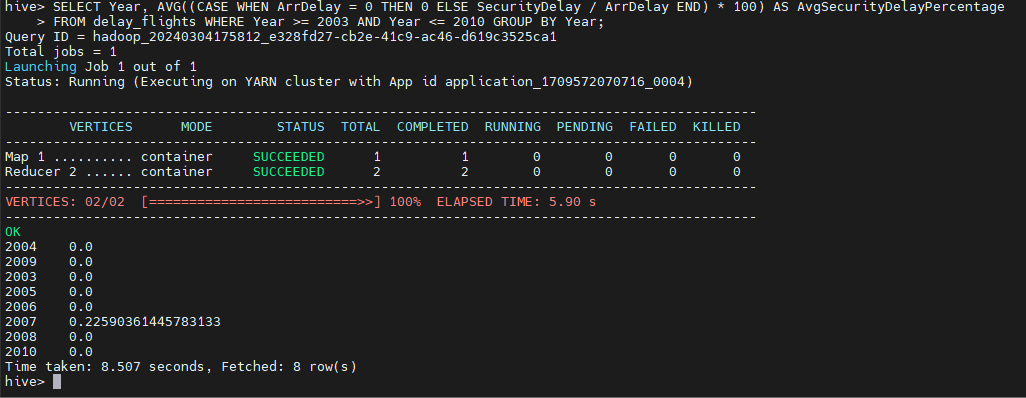 hive> SELECT Year, AVG((CASE WHEN ArrDelay = 0 THEN 0 ELSE SecurityDelay / ArrDelay END) * 100) AS AvgSecurityDelayPercentage
    > FROM delay_flights WHERE Year >= 2003 AND Year <= 2010 GROUP BY Year;
Query ID = hadoop_20240304175812_e328fd27-cb2e-41c9-ac46-d619c3525ca1
Total jobs = 1
Launching Job 1 out of 1
Status: Running (Executing on YARN cluster with App id application_1709572070716_0004)
----------------------------------------------------------------------------------------------
        VERTICES      MODE        STATUS  TOTAL  COMPLETED  RUNNING  PENDING  FAILED  KILLED
----------------------------------------------------------------------------------------------
Map 1 .......... container     SUCCEEDED      1          1        0        0       0       0
Reducer 2 ...... container     SUCCEEDED      2          2        0        0       0       0
----------------------------------------------------------------------------------------------
VERTICES: 02/02  [==========================>>] 100%  ELAPSED TIME: 5.90 s
----------------------------------------------------------------------------------------------
OK
2004    0.0
2009    0.0
2003    0.0
2005    0.0
2006    0.0
2007    0.22590361445783133
2008    0.0
2010    0.0
Time taken: 8.507 seconds, Fetched: 8 row(s)
hive>